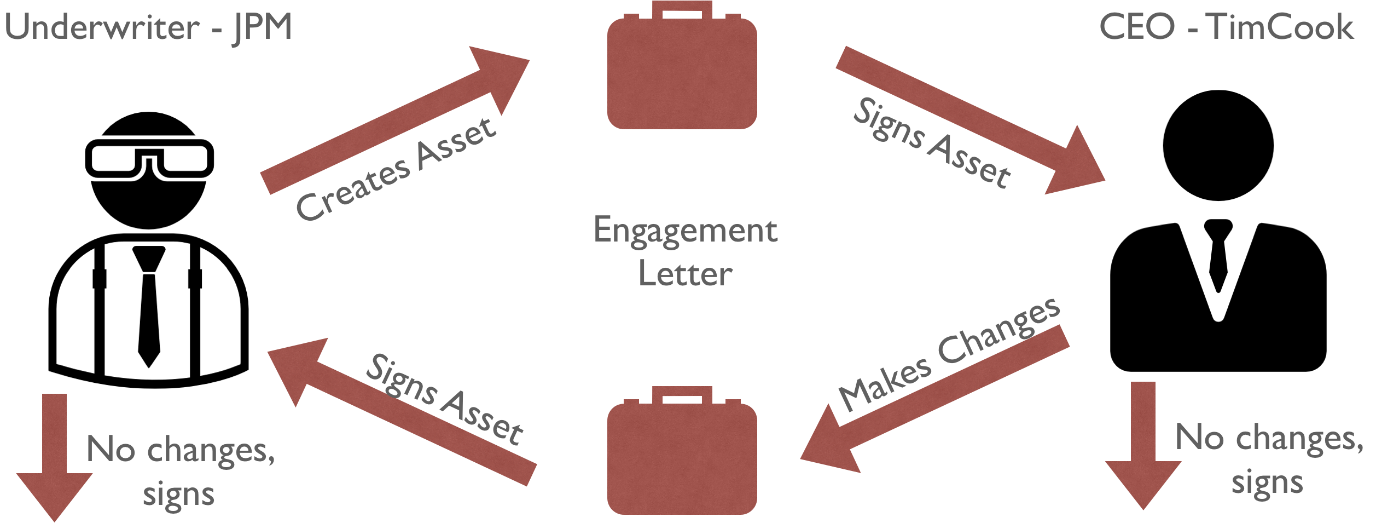 Underwriter - JPM
CEO - TimCook
Creates Asset
Signs Asset
Engagement
Letter
Signs Asset
Makes Changes
No changes,
signs
No changes,
signs